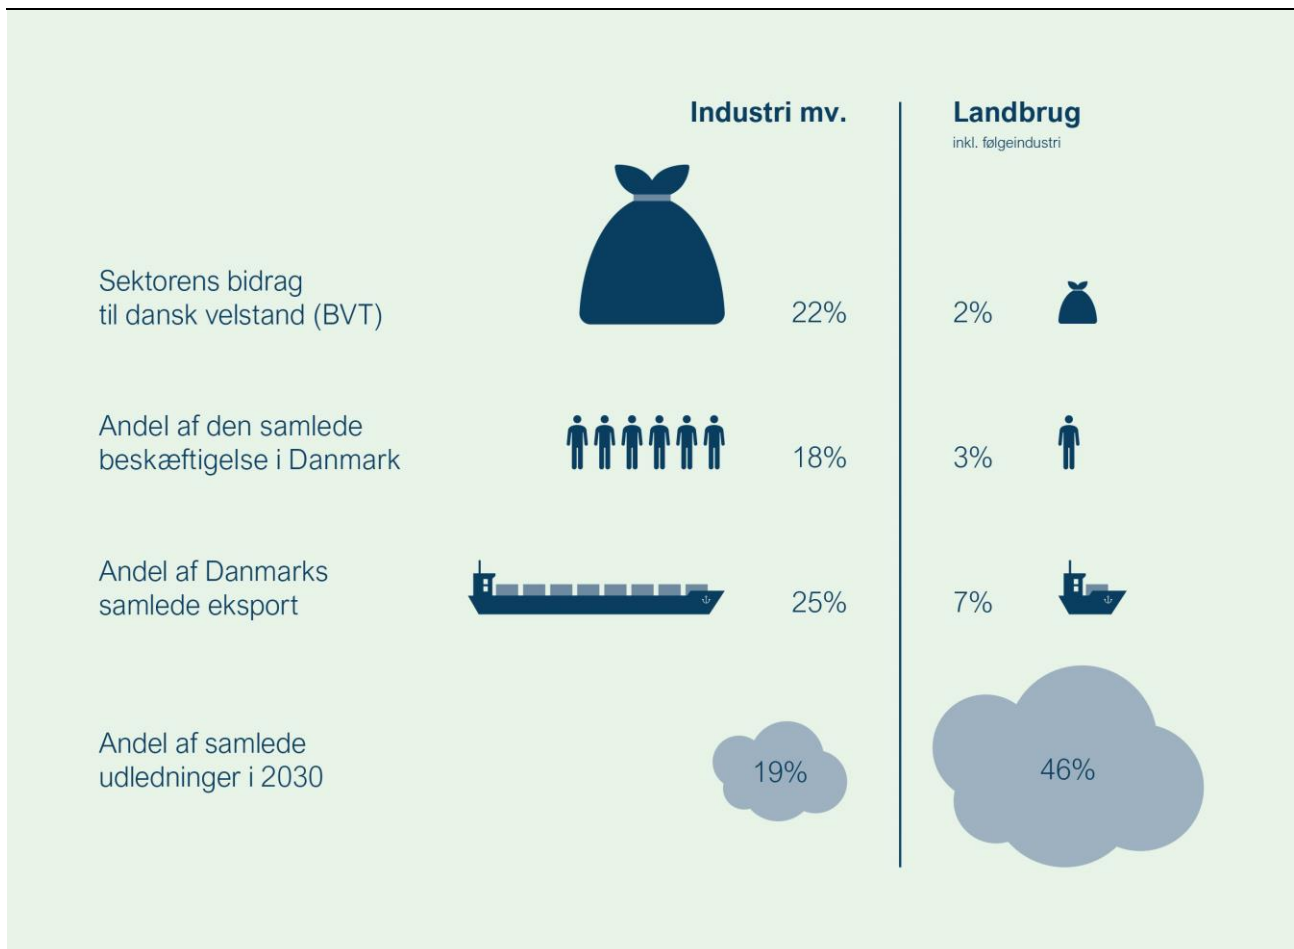 Industri mv.
Landbrug
inkl. følgeindustri
Sektorens bidrag
til dansk velstand (BVT)
22%
2%
Andel af den samlede
beskæftigelse i Danmark
18%
3%
Andel af Danmarks
samlede eksport
25%
7%
Andel af samlede
udledninger i 2030
19%
46%